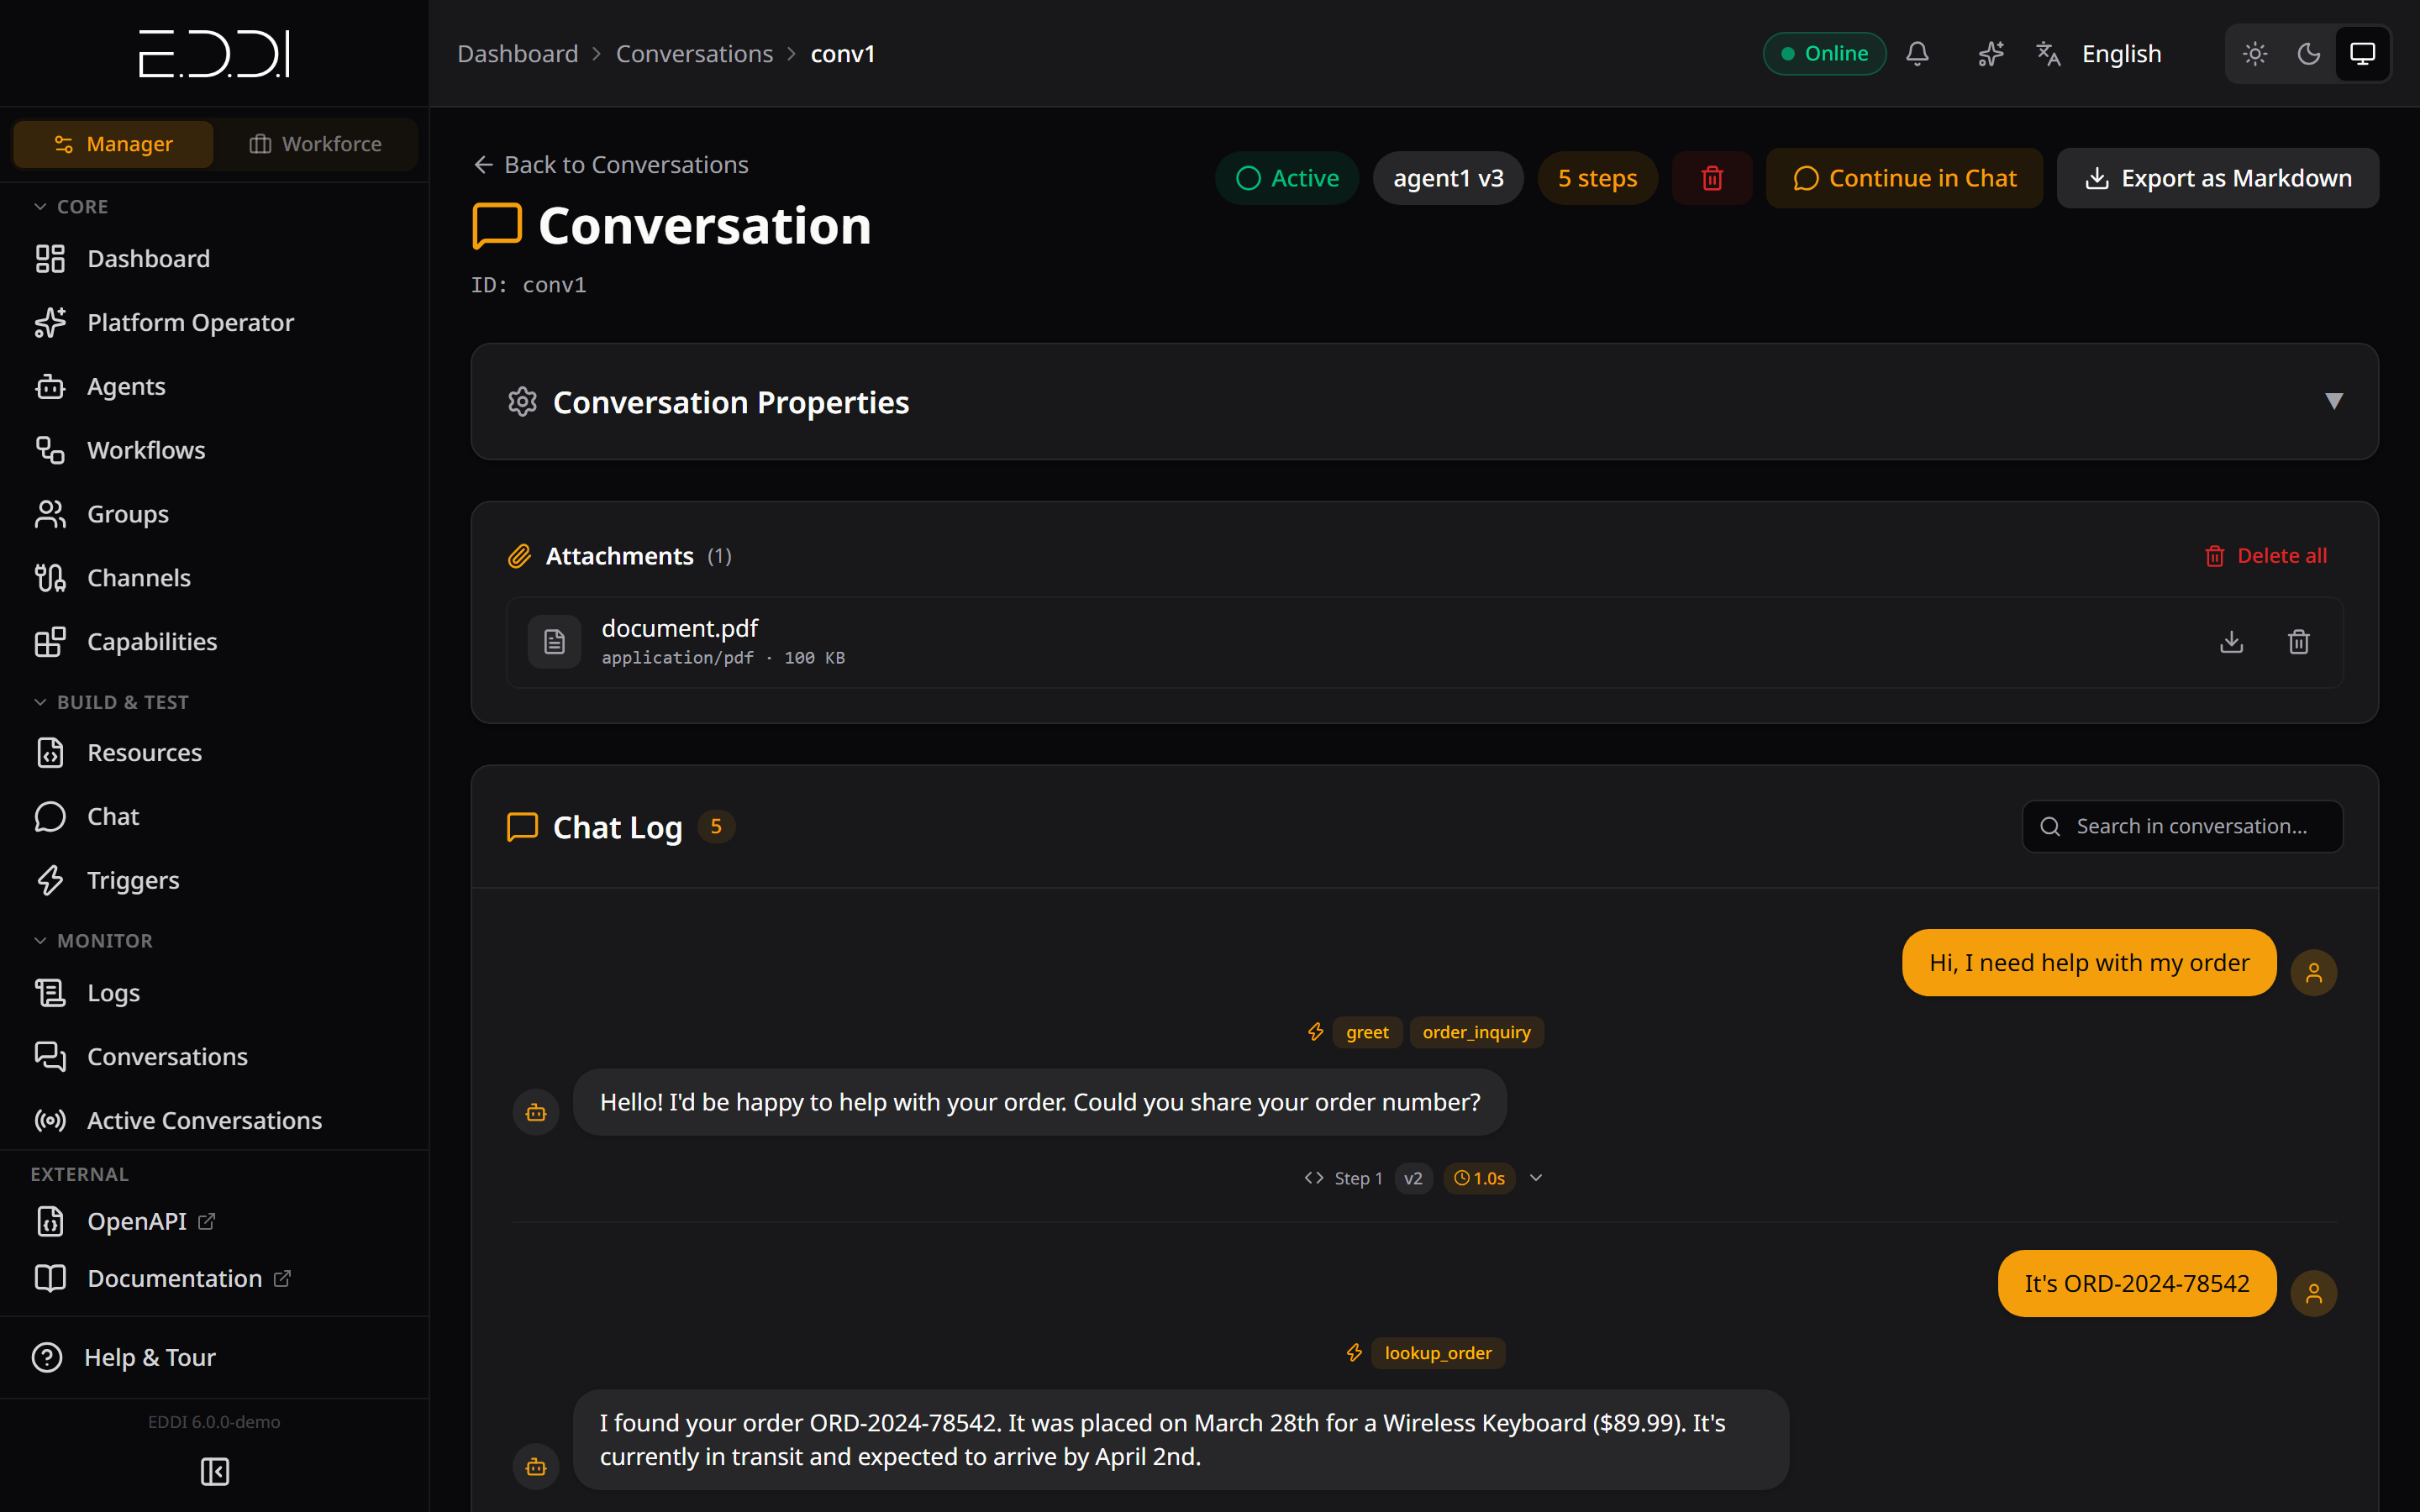 E.D.D.I
Manager
Workforce
CORE
Dashboard
Platform Operator
Agents
Workflows
Groups
Channels
Capabilities
BUILD & TEST
Resources
Chat
Triggers
MONITOR
Logs
Conversations
Active Conversations
EXTERNAL
OpenAPI
Documentation
Help & Tour
EDDI 6.0.0-demo
Dashboard > Conversations > conv1
Online
English
Back to Conversations
Conversation
ID: conv1
Active
agent1 v3
5 steps
Continue in Chat
Export as Markdown
Conversation Properties
Attachments (1)
Delete all
document.pdf
application/pdf · 100 KB
Chat Log 5
Search in conversation...
Hi, I need help with my order
greet order_inquiry
Hello! I'd be happy to help with your order. Could you share your order number?
Step 1 v2 1.0s
It's ORD-2024-78542
lookup_order
I found your order ORD-2024-78542. It was placed on March 28th for a Wireless Keyboard ($89.99). It's
currently in transit and expected to arrive by April 2nd.